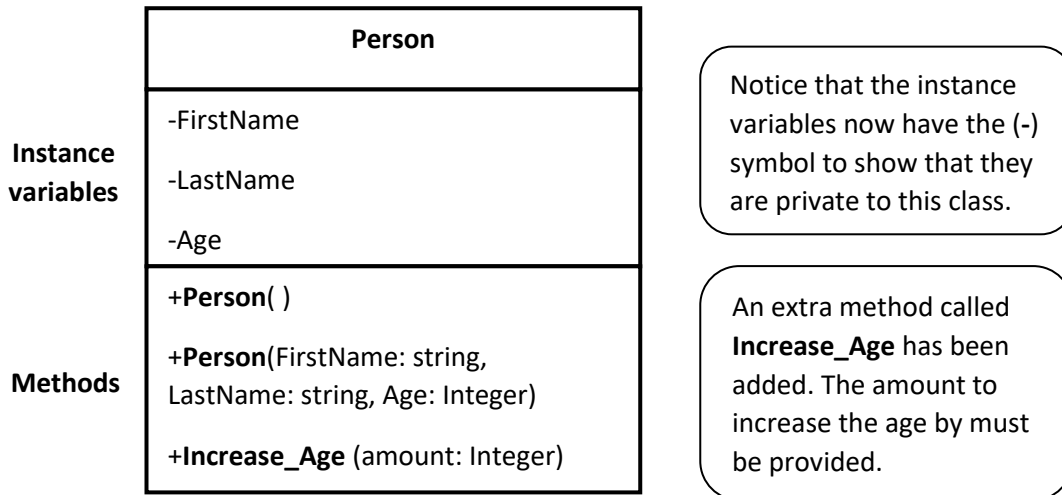 Person
Instance
variables
-FirstName
-LastName
-Age
Notice that the instance
variables now have the (-)
symbol to show that they
are private to this class.
Methods
+Person( )
+Person(FirstName: string,
LastName: string, Age: Integer)
+Increase_Age (amount: Integer)
An extra method called
Increase_Age has been
added. The amount to
increase the age by must
be provided.